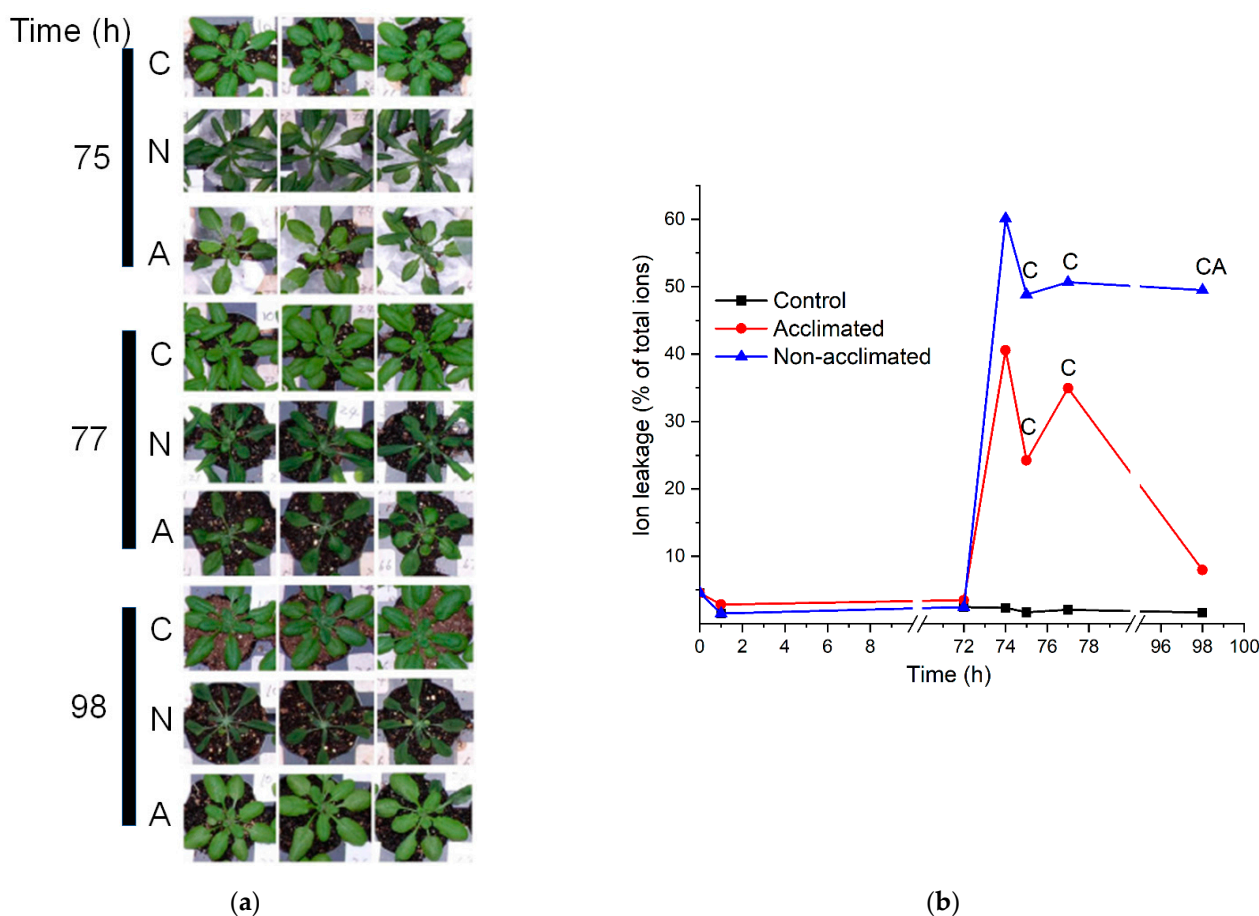 Time (h)
C
75
N
A
C
77
N
A
C
98
N
A
(a)
Ion leakage (% of total ions)
60
50
40
30
20
10
Control
Acclimated
Non-acclimated
C
C
CA
C
C
0 2 4 6 8 72 74 76 78 96 98 100
Time (h)
(b)